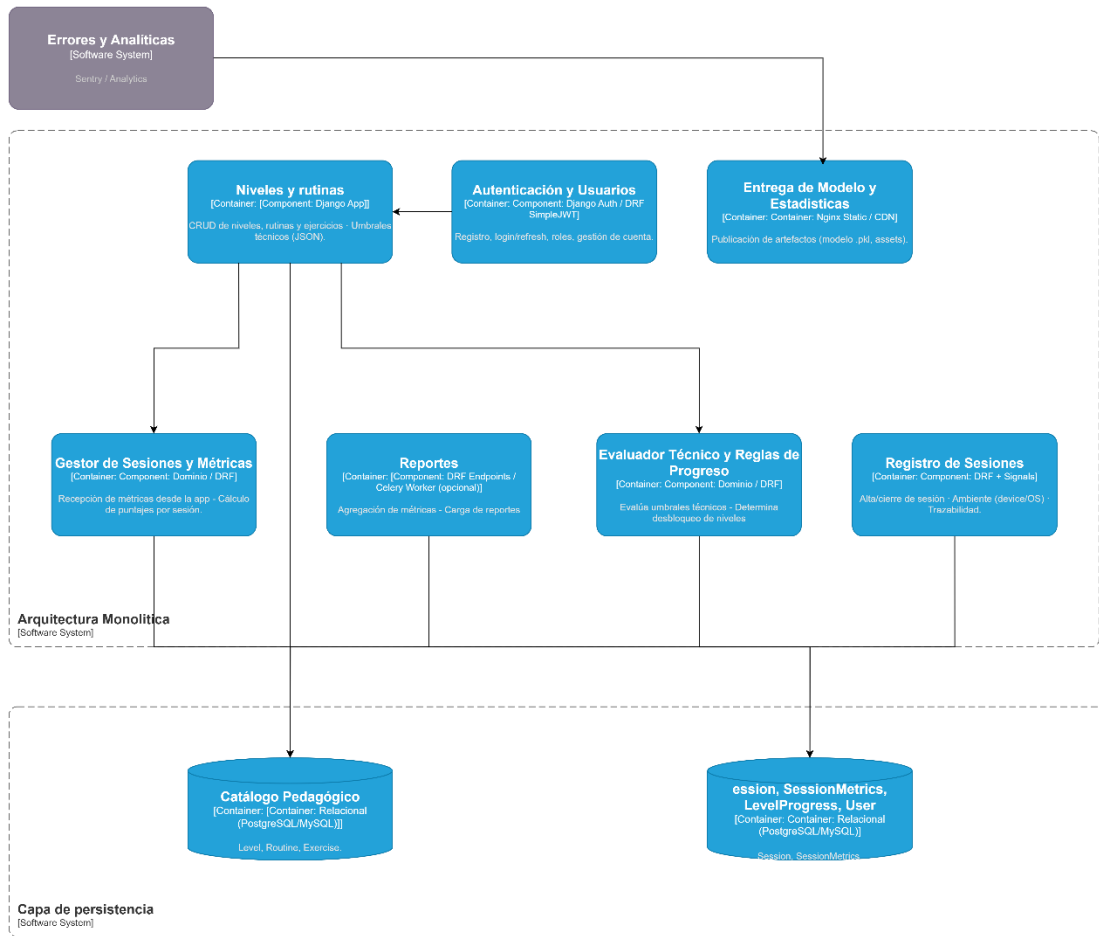 Errores y Analíticas
[Software System]
Sentry / Analytics
Niveles y rutinas
[Container: [Component: Django App]]
CRUD de niveles, rutinas y ejercicios · Umbrales
técnicos (JSON).
Autenticación y Usuarios
[Container: Component: Django Auth / DRF
SimpleJWT]
Registro, login/refresh, roles, gestión de cuenta.
Entrega de Modelo y
Estadísticas
[Container: Container: Nginx Static / CDN]
Publicación de artefactos (modelo .pkl, assets).
Gestor de Sesiones y Métricas
[Container: Component: Dominio / DRF]
Recepción de métricas desde la app - Cálculo
de puntajes por sesión.
Reportes
[Container: [Component: DRF Endpoints /
Celery Worker (opcional)]
Agregación de métricas - Carga de reportes
Evaluador Técnico y Reglas de
Progreso
[Container: Component: Dominio / DRF]
Evalúa umbrales técnicos - Determina
desbloqueo de niveles
Registro de Sesiones
[Container: Component: DRF + Signals]
Alta/cierre de sesión · Ambiente (device/OS) ·
Trazabilidad.
Arquitectura Monolitica
[Software System]
Catálogo Pedagógico
[Container: [Container: Relacional
(PostgreSQL/MySQL)]]
Level, Routine, Exercise.
ession, SessionMetrics,
LevelProgress, User
[Container: Container: Relacional
(PostgreSQL/MySQL)]
Session, SessionMetrics
Capa de persistencia
[Software System]